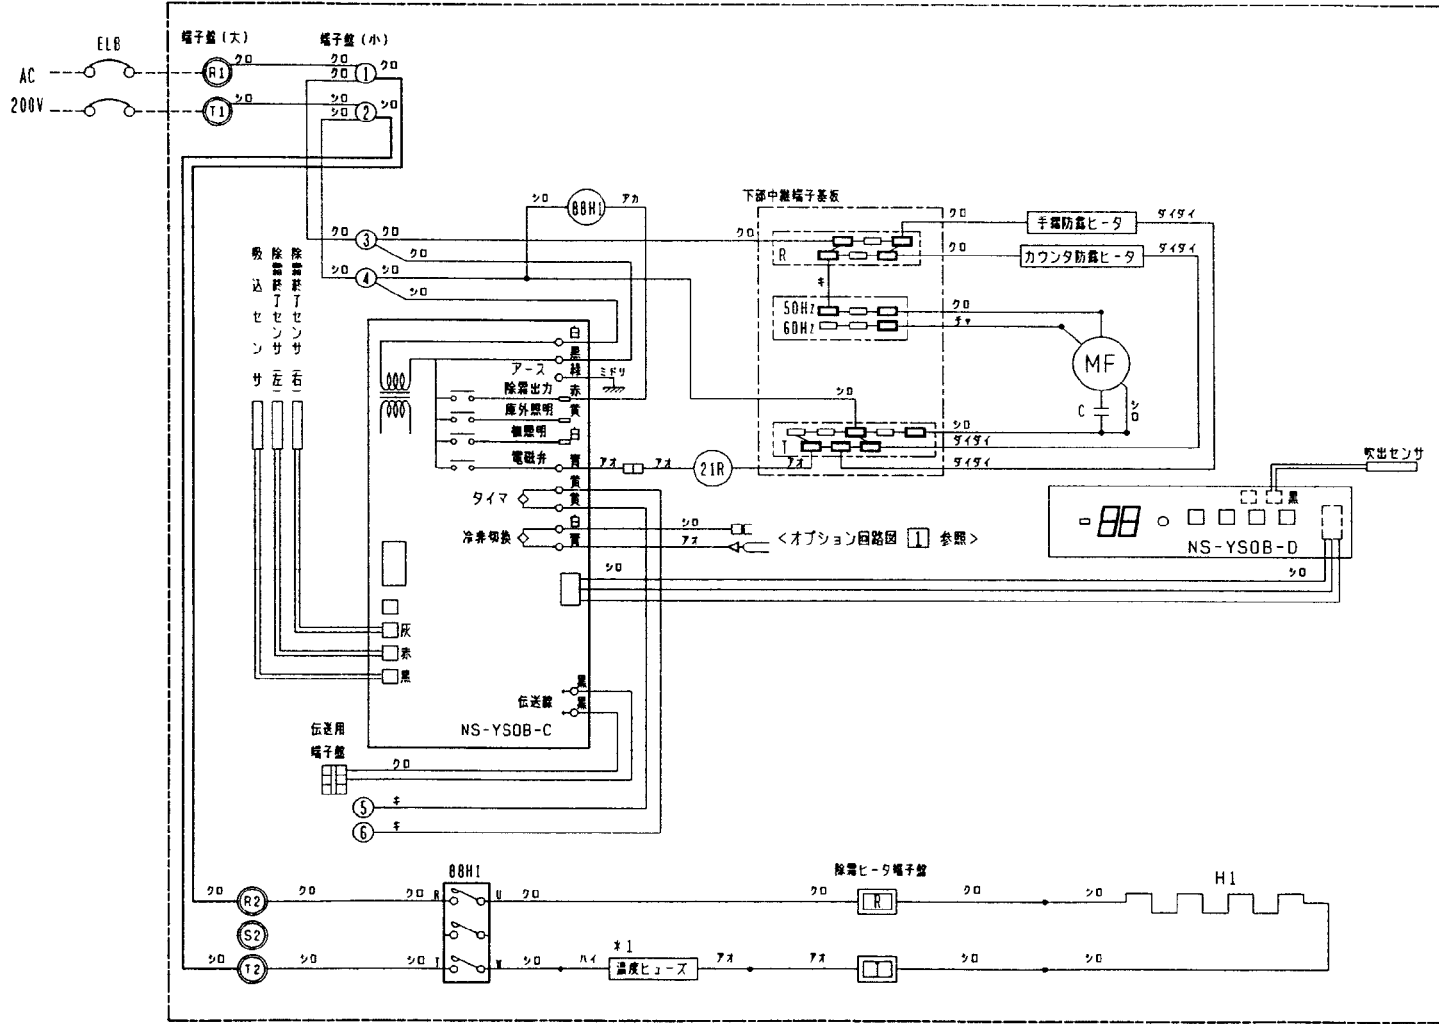 ELB
端子盤(大)
端子盤(小)
AC
200V
R1
クロ
クロ
1
クロ
T1
シロ
シロ
2
シロ
シロ
88H1
アカ
下部中継端子基板
クロ
3
クロ
クロ
シロ
4
シロ
シロ
クロ
R
クロ
手摺防露ヒータ
ダイダイ
クロ
カウンタ防露ヒータ
ダイダイ
キ
50Hz
60Hz
クロ
チャ
MF
C
シロ
シロ
T
シロ
ダイダイ
ダイダイ
アオ
吸込センサ
除霜終了センサ(左)
除霜終了センサ(右)
白
黒
アース
緑
ミドリ
除霜出力
赤
庫外照明
黄
棚照明
白
電磁弁
青
アオ
アオ
21R
タイマ
黄
黄
冷非切換
白
シロ
青
アオ
<オプション回路図 1 参照>
吹出センサ
黒
88
NS-YSOB-D
シロ
シロ
灰
赤
黒
伝送線
黒
黒
NS-YSOB-C
伝送用
端子盤
クロ
5
キ
6
キ
88H1
除霜ヒータ端子盤
H1
クロ
R2
クロ
クロ
R
U
クロ
クロ
R
クロ
シロ
S2
シロ
T2
シロ
シロ
T
W
シロ
ハイ
*1
温度ヒューズ
アオ
アオ
T
シロ
シロ